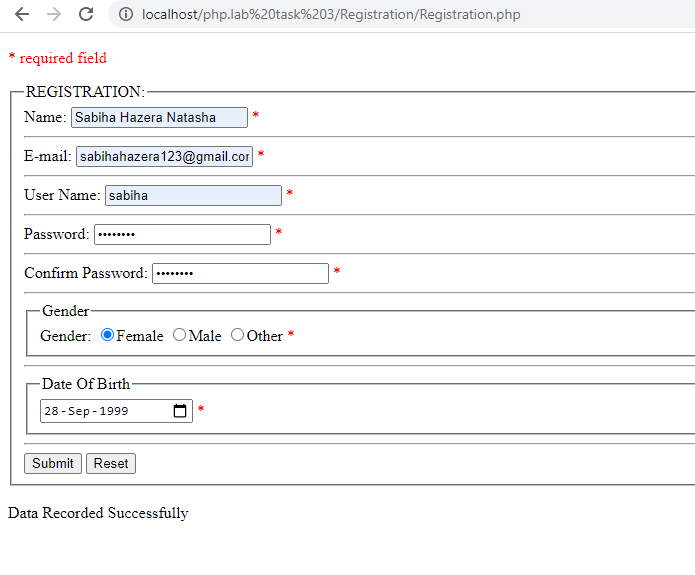 localhost/php.lab%20task%203/Registration/Registration.php
* required field
REGISTRATION:
Name: Sabiha Hazera Natasha *
E-mail: sabihahazera123@gmail.cor *
User Name: sabiha *
Password: •••••••• *
Confirm Password: •••••••• *
Gender
Gender: Female Male Other *
Date Of Birth
28-Sep-1999 *
Submit Reset
Data Recorded Successfully